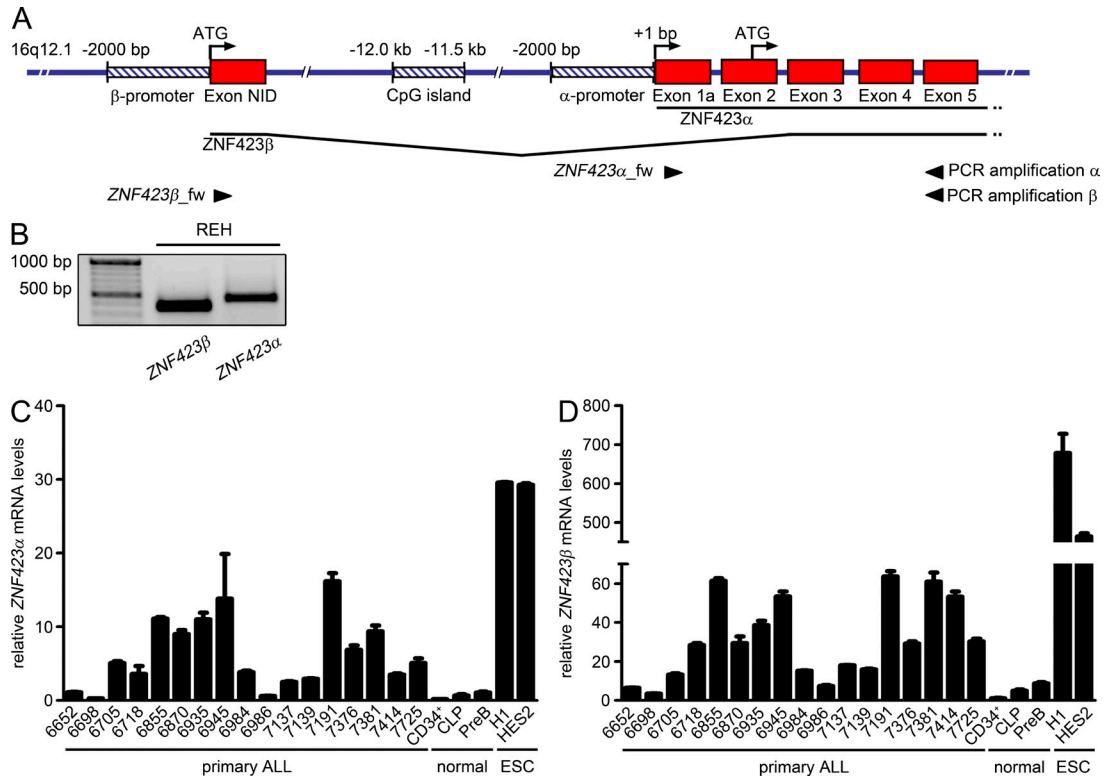 A
16q12.1
-2000 bp
ATG
-12.0 kb
-11.5 kb
-2000 bp
+1 bp
ATG
β-promoter
Exon NID
CpG island
α-promoter
Exon 1a
Exon 2
Exon 3
Exon 4
Exon 5
ZNF423α
ZNF423β
ZNF423α_fw
PCR amplification α
ZNF423β_fw
PCR amplification β
B
REH
1000 bp
500 bp
ZNF423β
ZNF423α
C
relative ZNF423α mRNA levels
40
30
20
10
0
6652
6698
6705
6718
6855
6870
6935
6945
6984
6986
7137
7139
7191
7376
7381
7414
7725
CD34+
CLP
PreB
H1
HES2
primary ALL
normal
ESC
D
relative ZNF423β mRNA levels
800
700
600
500
60
40
20
0
6652
6698
6705
6718
6855
6870
6935
6945
6984
6986
7137
7139
7191
7376
7381
7414
7725
CD34+
CLP
PreB
H1
HES2
primary ALL
normal
ESC